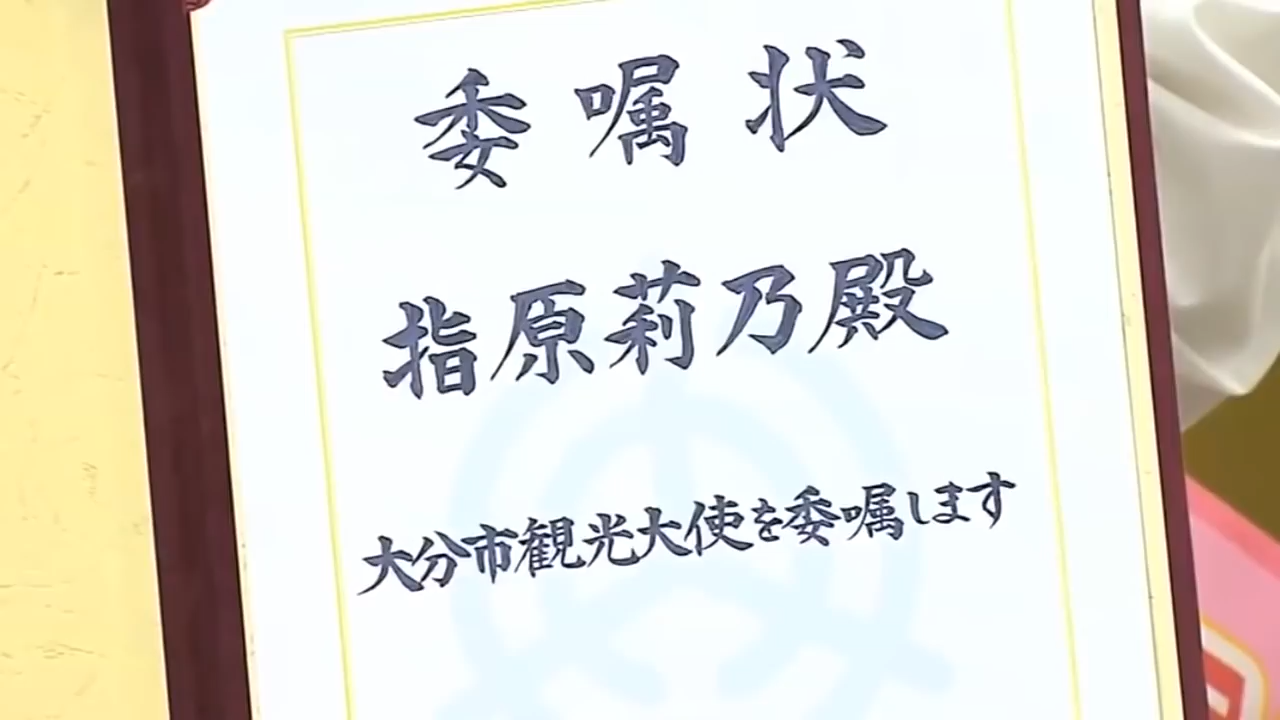 委嘱状
指原莉乃殿
大分市観光大使を委嘱します